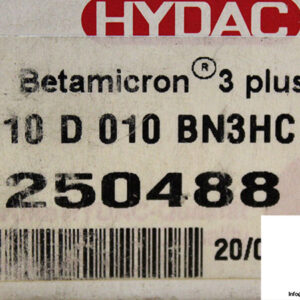 HYDAC
Betamicron® 3 plus
10 D 010 BN3HC
250488
20/0